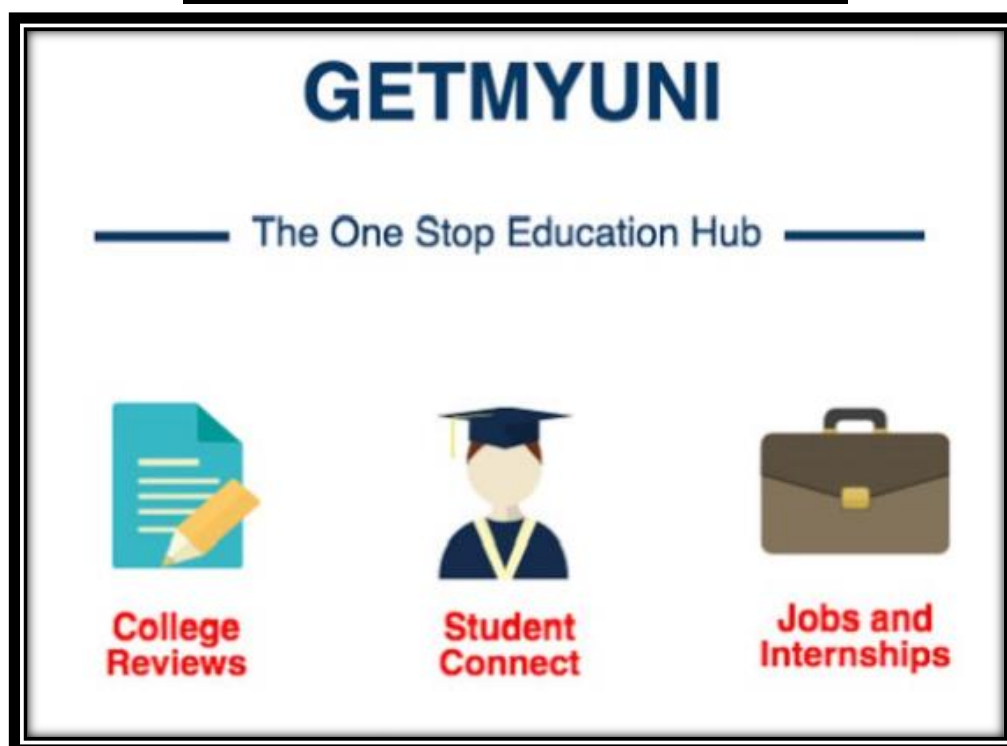 GETMYUNI
The One Stop Education Hub
College
Reviews
Student
Connect
Jobs and
Internships